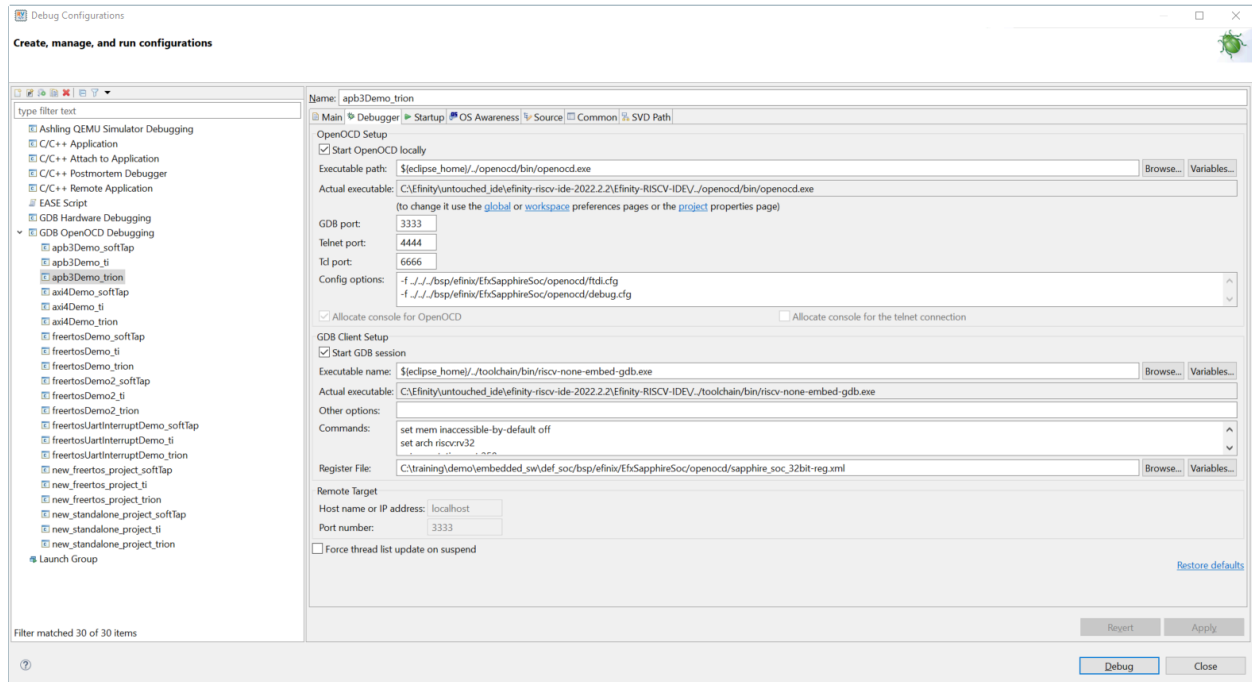 Debug Configurations
Create, manage, and run configurations
type filter text
Ashling QEMU Simulator Debugging
C/C++ Application
C/C++ Attach to Application
C/C++ Postmortem Debugger
C/C++ Remote Application
EASE Script
GDB Hardware Debugging
GDB OpenOCD Debugging
apb3Demo_softTap
apb3Demo_ti
apb3Demo_trion
axi4Demo_softTap
axi4Demo_ti
axi4Demo_trion
freertosDemo_softTap
freertosDemo_ti
freertosDemo_trion
freertosDemo2_softTap
freertosDemo2_ti
freertosDemo2_trion
freertosUartInterruptDemo_softTap
freertosUartInterruptDemo_ti
freertosUartInterruptDemo_trion
new_freertos_project_softTap
new_freertos_project_ti
new_freertos_project_trion
new_standalone_project_softTap
new_standalone_project_ti
new_standalone_project_trion
Launch Group
Filter matched 30 of 30 items
Name: apb3Demo_trion
Main Debugger Startup OS Awareness Source Common SVD Path
OpenOCD Setup
Start OpenOCD locally
Executable path: ${eclipse_home}/../openocd/bin/openocd.exe Browse... Variables...
Actual executable: C:\Efinity\untouched_ide\efinity-riscv-ide-2022.2.2\Efinity-RISCV-IDE\/../openocd/bin/openocd.exe
(to change it use the global or workspace preferences pages or the project properties page)
GDB port: 3333
Telnet port: 4444
Tcl port: 6666
Config options: -f ../../../bsp/efinix/EfxSapphireSoc/openocd/ftdi.cfg
-f ../../../bsp/efinix/EfxSapphireSoc/openocd/debug.cfg
Allocate console for OpenOCD Allocate console for the telnet connection
GDB Client Setup
Start GDB session
Executable name: ${eclipse_home}/../toolchain/bin/riscv-none-embed-gdb.exe Browse... Variables...
Actual executable: C:\Efinity\untouched_ide\efinity-riscv-ide-2022.2.2\Efinity-RISCV-IDE\/../toolchain/bin/riscv-none-embed-gdb.exe
Other options:
Commands: set mem inaccessible-by-default off
set arch riscv:rv32
Register File: C:\training\demo\embedded_sw\def_soc/bsp/efinix/EfxSapphireSoc/openocd/sapphire_soc_32bit-reg.xml Browse... Variables...
Remote Target
Host name or IP address: localhost
Port number: 3333
Force thread list update on suspend
Restore defaults
Revert Apply
Debug Close